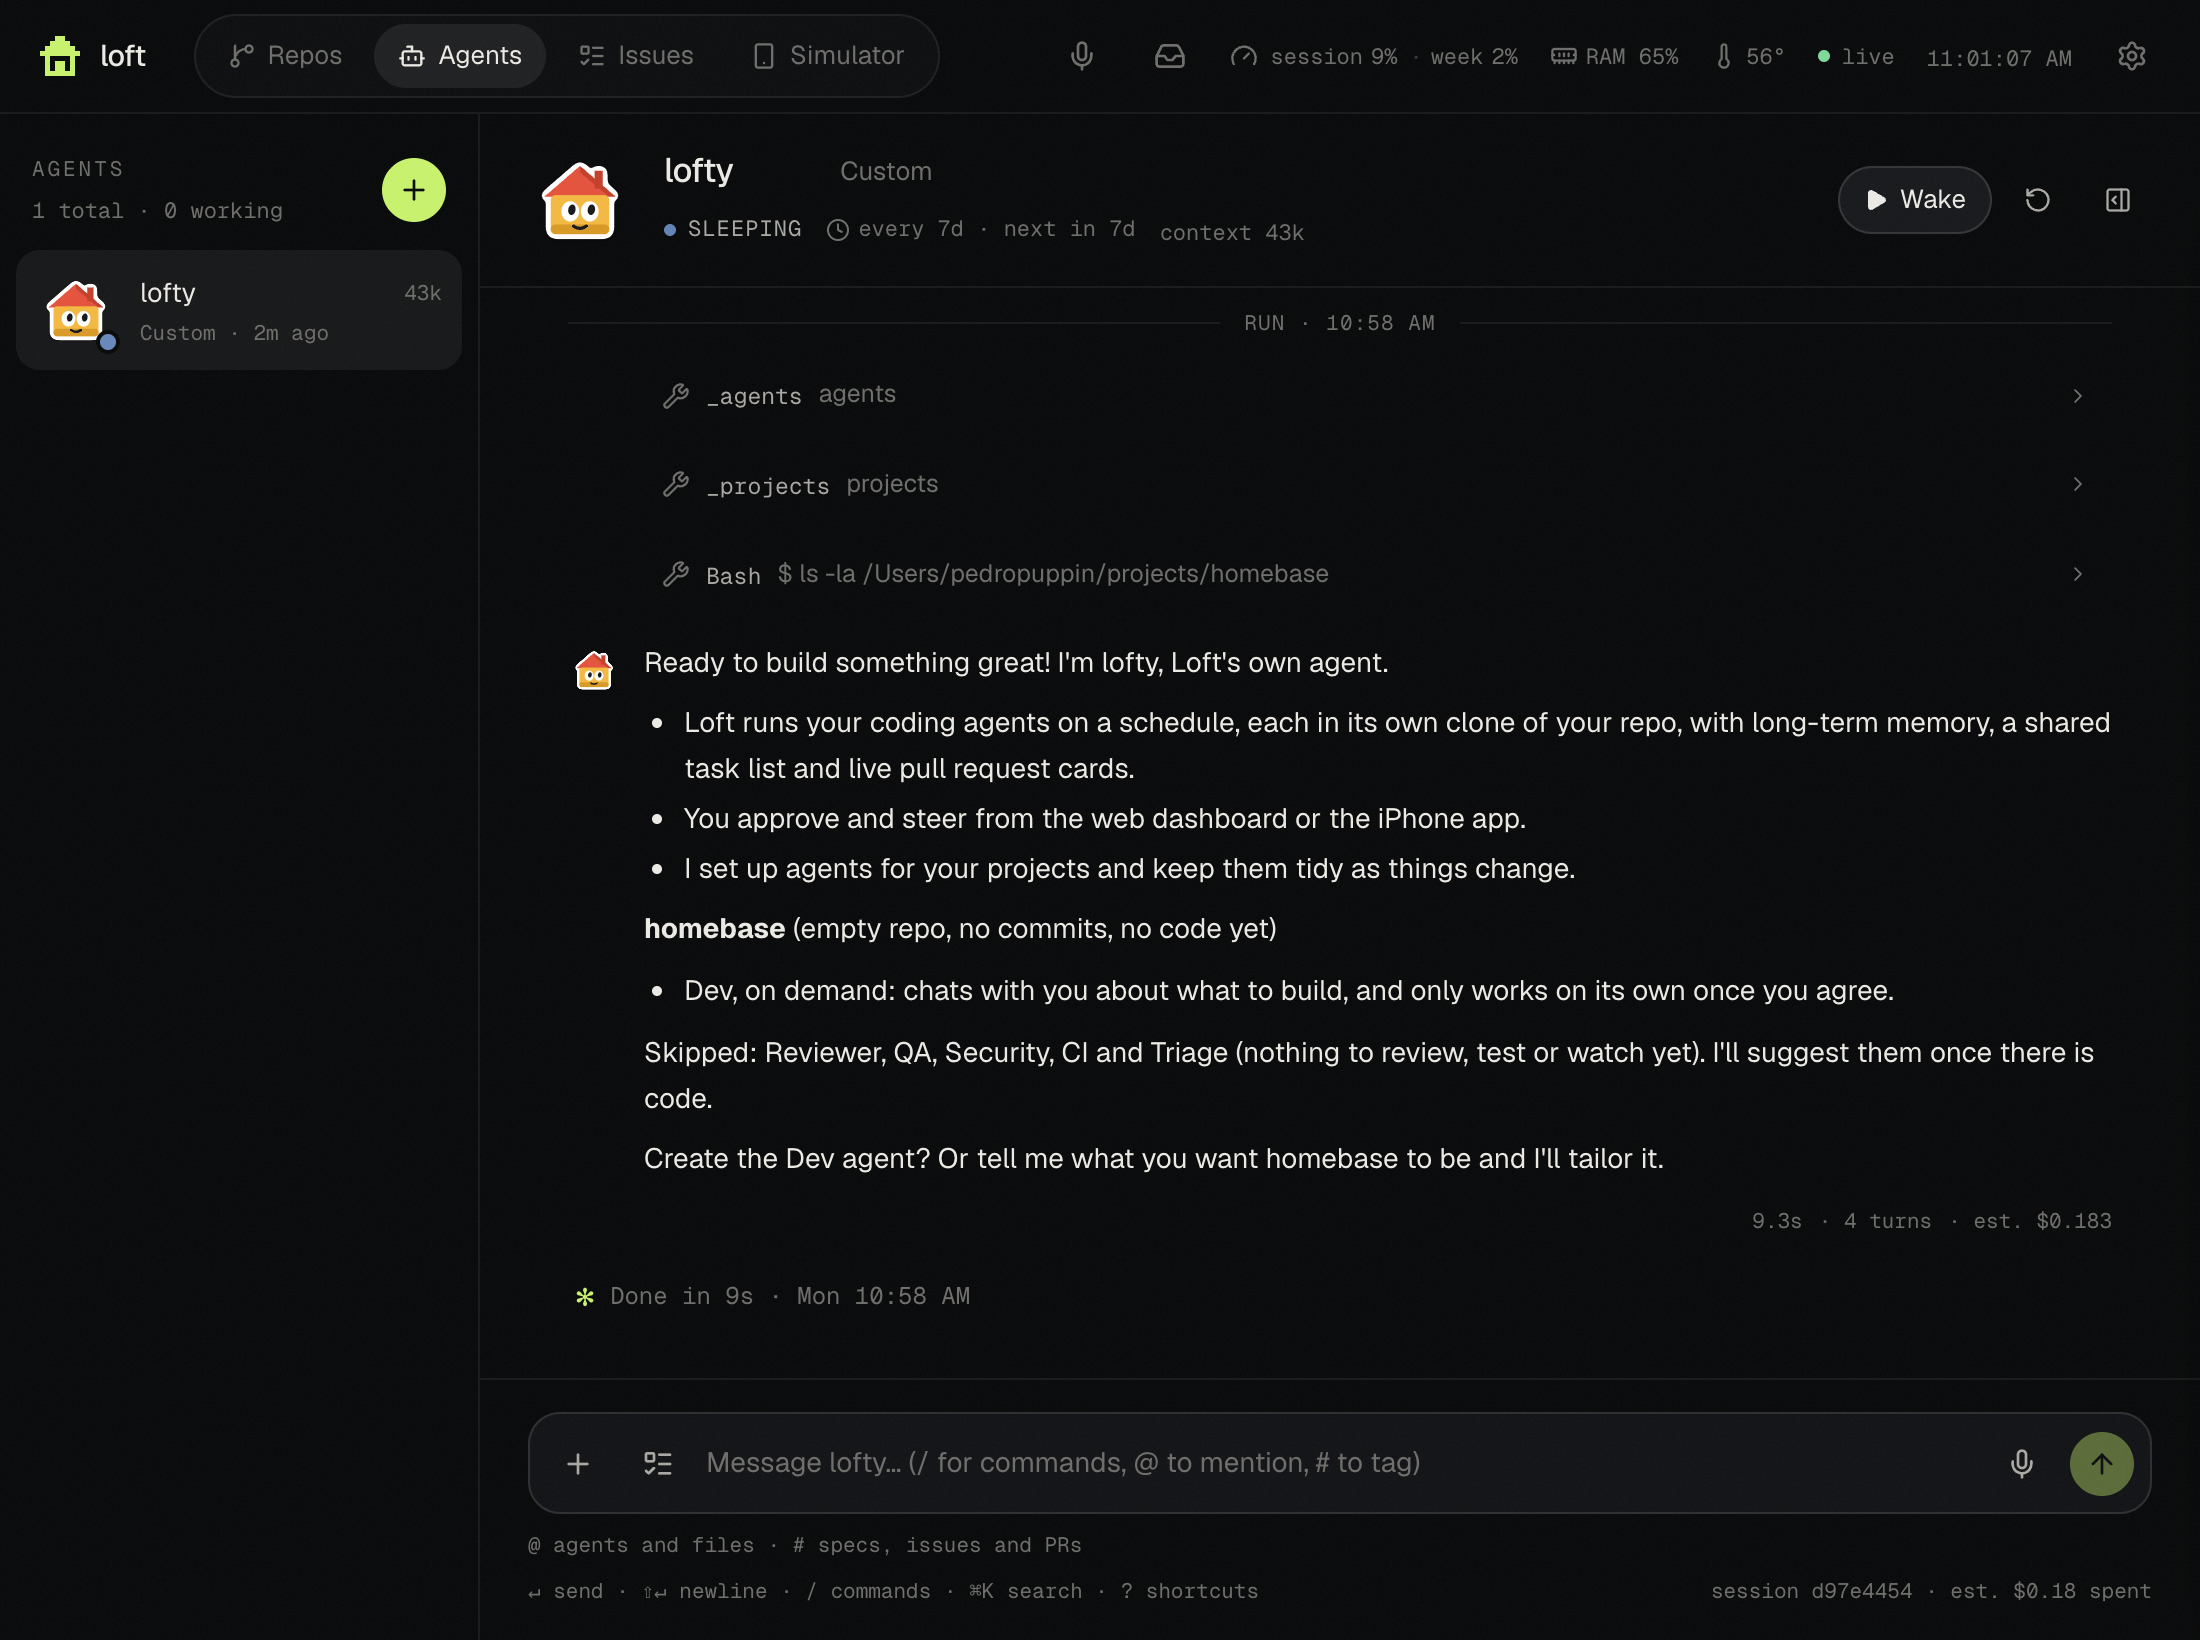 loft
Repos
Agents
Issues
Simulator
session 9% · week 2%
RAM 65%
56°
live
11:01:07 AM
AGENTS
1 total · 0 working
lofty
43k
Custom · 2m ago
lofty
Custom
SLEEPING
every 7d · next in 7d
context 43k
Wake
RUN · 10:58 AM
_agents agents
_projects projects
Bash $ ls -la /Users/pedropuppin/projects/homebase
Ready to build something great! I'm lofty, Loft's own agent.
• Loft runs your coding agents on a schedule, each in its own clone of your repo, with long-term memory, a shared
task list and live pull request cards.
• You approve and steer from the web dashboard or the iPhone app.
• I set up agents for your projects and keep them tidy as things change.
homebase (empty repo, no commits, no code yet)
• Dev, on demand: chats with you about what to build, and only works on its own once you agree.
Skipped: Reviewer, QA, Security, CI and Triage (nothing to review, test or watch yet). I'll suggest them once there is
code.
Create the Dev agent? Or tell me what you want homebase to be and I'll tailor it.
9.3s · 4 turns · est. $0.183
✻ Done in 9s · Mon 10:58 AM
Message lofty… (/ for commands, @ to mention, # to tag)
@ agents and files · # specs, issues and PRs
↵ send · ⇧↵ newline · / commands · ⌘K search · ? shortcuts
session d97e4454 · est. $0.18 spent